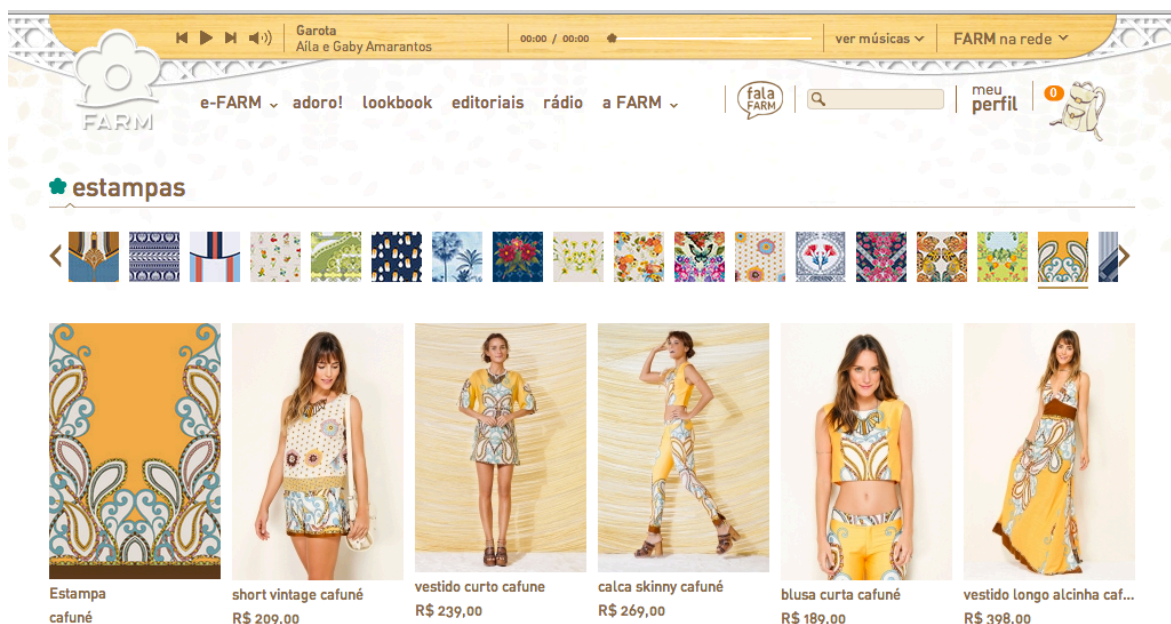 Garota
Aíla e Gaby Amarantos
00:00 / 00:00
ver músicas
FARM na rede
FARM
e-FARM
adoro!
lookbook
editoriais
rádio
a FARM
fala
FARM
meu
perfil
0
estampas
Estampa
cafuné
short vintage cafuné
R$ 209,00
vestido curto cafune
R$ 239,00
calca skinny cafuné
R$ 269,00
blusa curta cafuné
R$ 189,00
vestido longo alcinha caf...
R$ 398,00